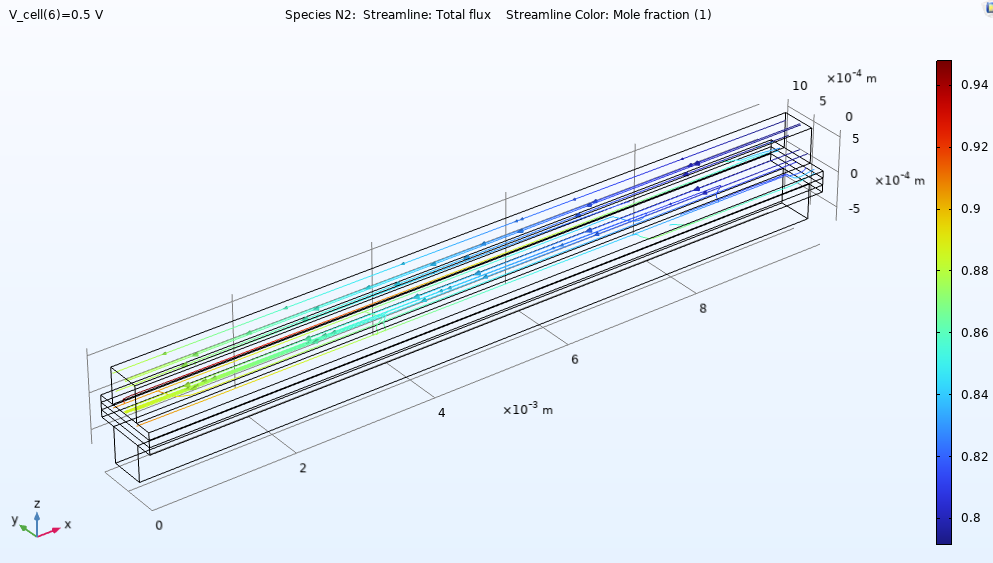 V_cell(6)=0.5 V
Species N2: Streamline: Total flux Streamline Color: Mole fraction (1)
10 ×10⁻⁴ m
5
0
5
0 ×10⁻⁴ m
-5
8
6
4 ×10⁻³ m
2
0
0.94
0.92
0.9
0.88
0.86
0.84
0.82
0.8
z
y x